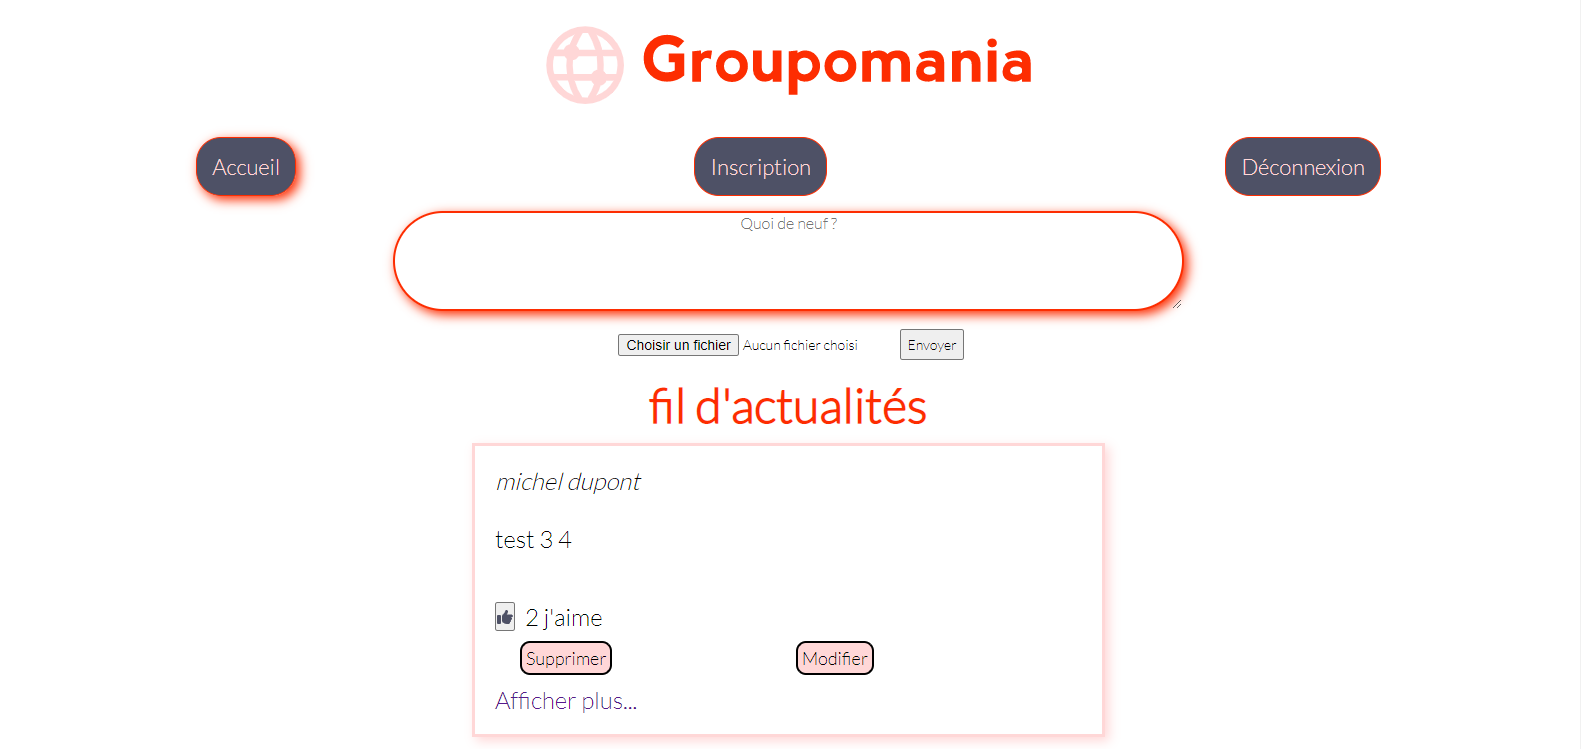 Groupomania
Accueil
Inscription
Déconnexion
Quoi de neuf ?
Choisir un fichier Aucun fichier choisi
Envoyer
fil d'actualités
michel dupont
test 3 4
2 j'aime
Supprimer
Modifier
Afficher plus...